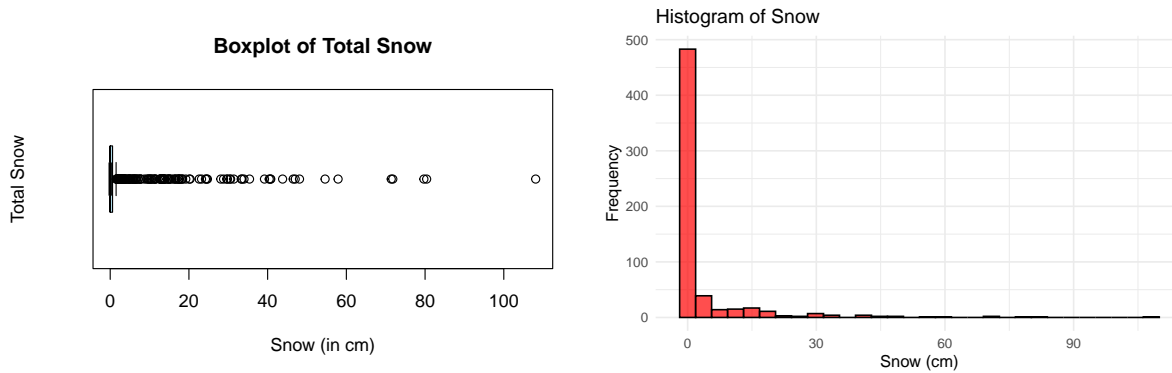 Boxplot of Total Snow
Total Snow
0 20 40 60 80 100
Snow (in cm)
Histogram of Snow
500
400
300
200
100
0
Frequency
0 30 60 90
Snow (cm)